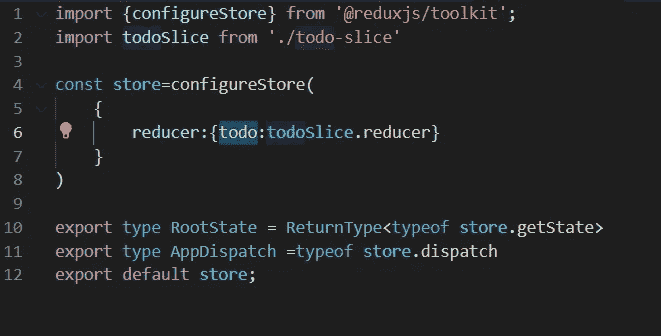 1 import {configureStore} from '@reduxjs/toolkit';
2 import todoSlice from './todo-slice'
3
4 const store=configureStore(
5 {
6 reducer:{todo:todoSlice.reducer}
7 }
8 )
9
10 export type RootState = ReturnType<typeof store.getState>
11 export type AppDispatch =typeof store.dispatch
12 export default store;